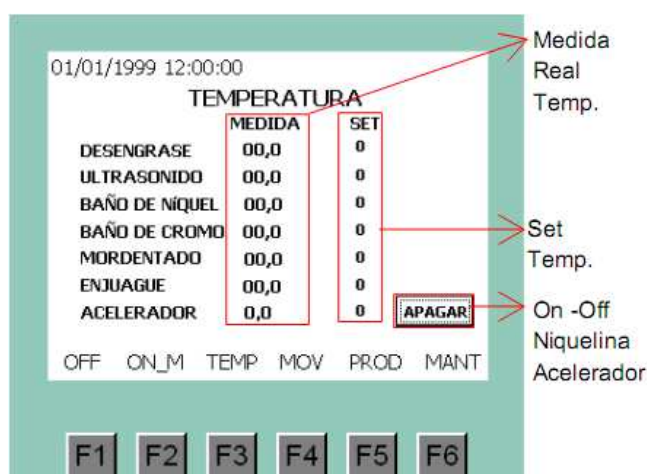 01/01/1999 12:00:00
TEMPERATURA
MEDIDA SET
DESENGRASE 00,0 0
ULTRASONIDO 00,0 0
BAÑO DE NíQUEL 00,0 0
BAÑO DE CROMO 00,0 0
MORDENTADO 00,0 0
ENJUAGUE 00,0 0
ACELERADOR 0,0 0 APAGAR
OFF ON_M TEMP MOV PROD MANT
F1 F2 F3 F4 F5 F6
Medida
Real
Temp.
Set
Temp.
On -Off
Niquelina
Acelerador